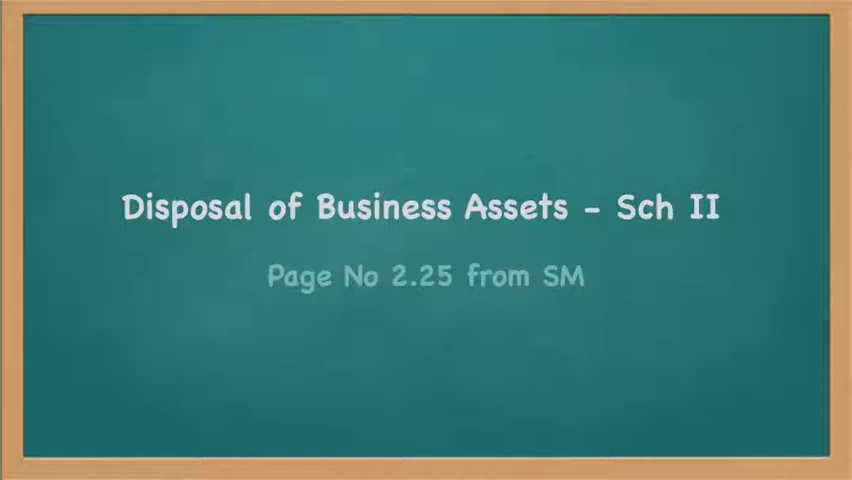 Disposal of Business Assets - Sch II
Page No 2.25 from SM